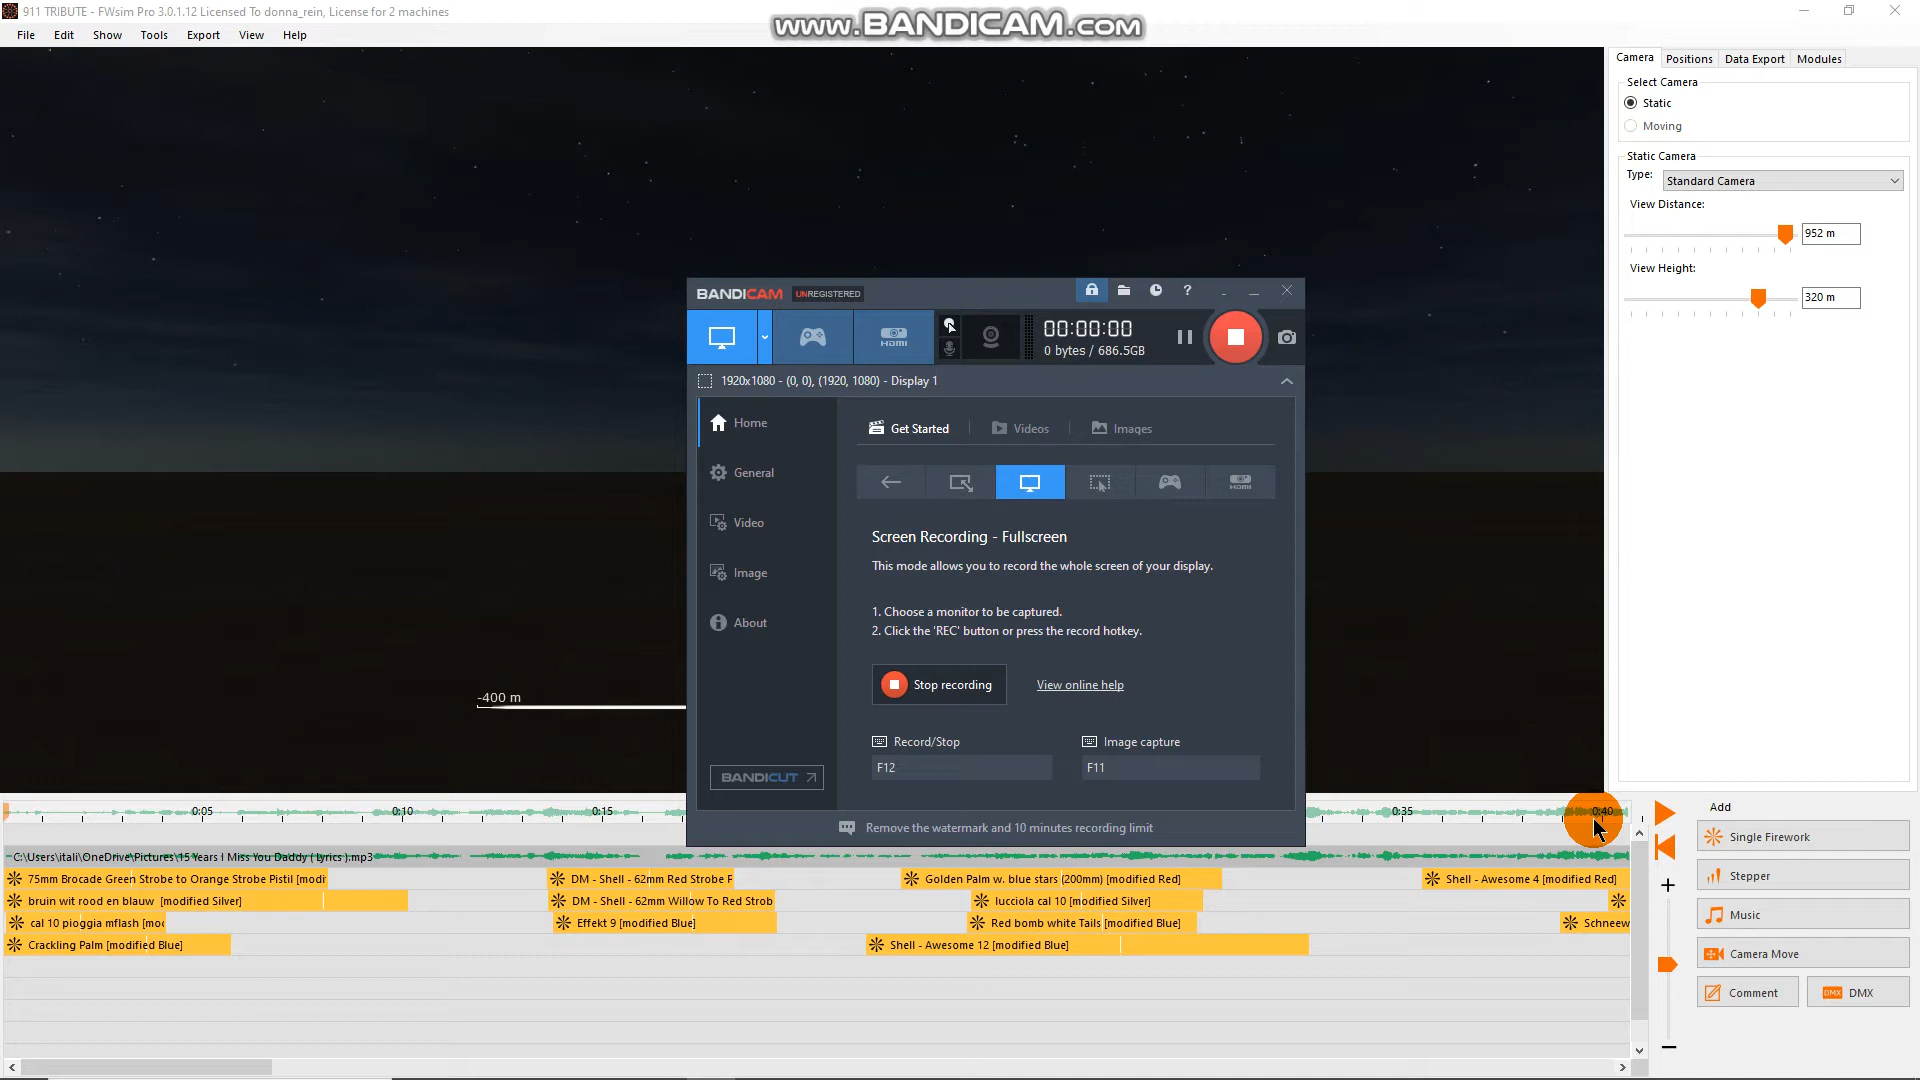 911 TRIBUTE - FWsim Pro 3.0.1.12 Licensed To donna_rein, License for 2 machines
www.BANDICAM.com
File Edit Show Tools Export View Help
Camera Positions Data Export Modules
Select Camera
Static
Moving
Static Camera
Type: Standard Camera
View Distance:
952 m
View Height:
320 m
BANDICAM UNREGISTERED
HDMI
00:00:00
0 bytes / 686.5GB
1920x1080 - (0, 0), (1920, 1080) - Display 1
Home
General
Video
Image
About
BANDICUT
Get Started Videos Images
HDMI
Screen Recording - Fullscreen
This mode allows you to record the whole screen of your display.
1. Choose a monitor to be captured.
2. Click the 'REC' button or press the record hotkey.
Stop recording View online help
Record/Stop Image capture
F12 F11
Remove the watermark and 10 minutes recording limit
-400 m
0:05 0:10 0:15 0:35 0:40
C:\Users\itali\OneDrive\Pictures\15 Years I Miss You Daddy ( Lyrics ).mp3
75mm Brocade Green Strobe to Orange Strobe Pistil [modi DM - Shell - 62mm Red Strobe F Golden Palm w. blue stars (200mm) [modified Red] Shell - Awesome 4 [modified Red]
bruin wit rood en blauw [modified Silver] DM - Shell - 62mm Willow To Red Strob lucciola cal 10 [modified Silver]
cal 10 pioggia mflash [moc Effekt 9 [modified Blue] Red bomb white Tails [modified Blue] Schneew
Crackling Palm [modified Blue] Shell - Awesome 12 [modified Blue]
Add
Single Firework
Stepper
Music
Camera Move
Comment
DMX DMX